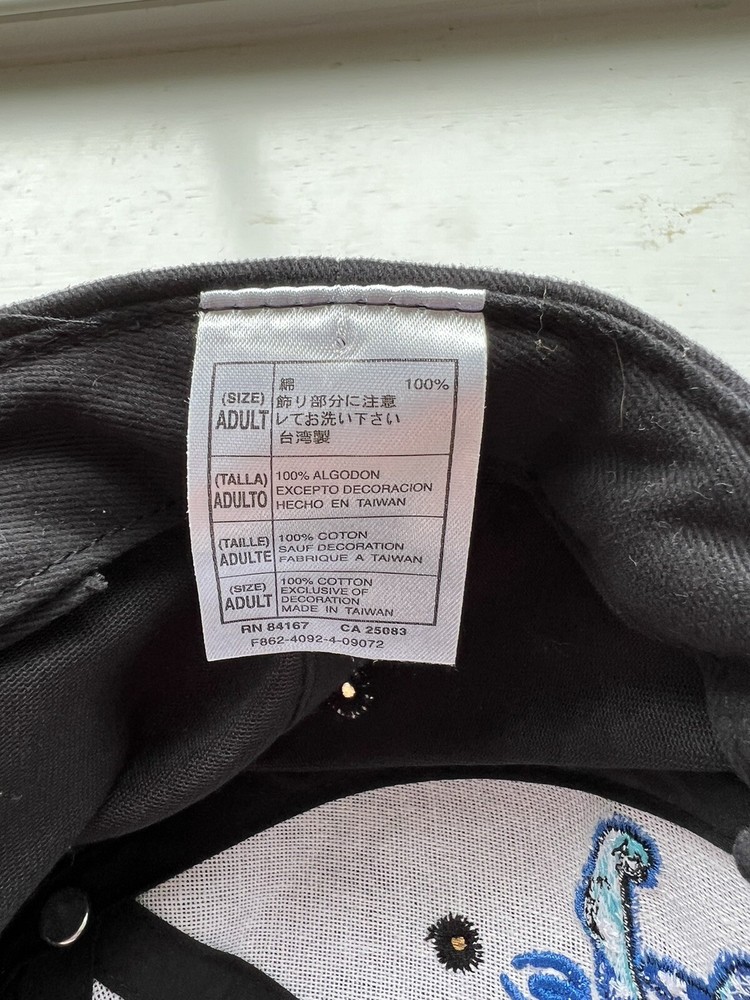 (SIZE)
ADULT
綿 100%
飾り部分に注意
レてお洗い下さい
台湾製
(TALLA)
ADULTO
100% ALGODON
EXCEPTO DECORACION
HECHO EN TAIWAN
(TAILLE)
ADULTE
100% COTON
SAUF DECORATION
FABRIQUE A TAIWAN
(SIZE)
ADULT
100% COTTON
EXCLUSIVE OF
DECORATION
MADE IN TAIWAN
RN 84167 CA 25083
F862-4092-4-09072